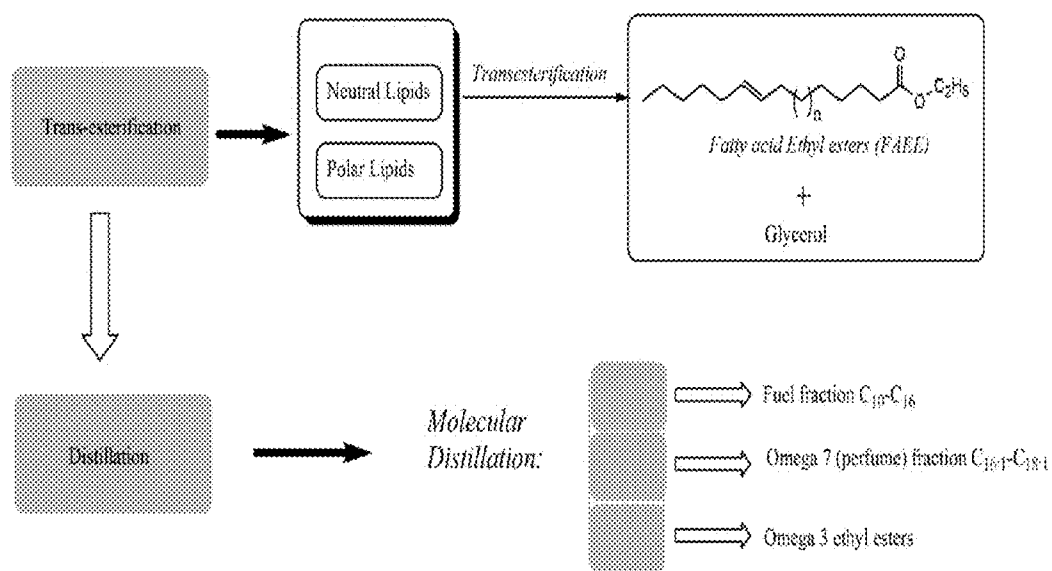 Trans-esterification
Neutral Lipids
Polar Lipids
Transesterification
O
O
C₂H₅
n
Fatty acid Ethyl esters (FAEE)
+
Glycerol
Distillation
Molecular
Distillation:
Fuel fraction C₁₀-C₁₆
Omega 7 (perfume) fraction C₁₆:₁-C₁₈:₁
Omega 3 ethyl esters